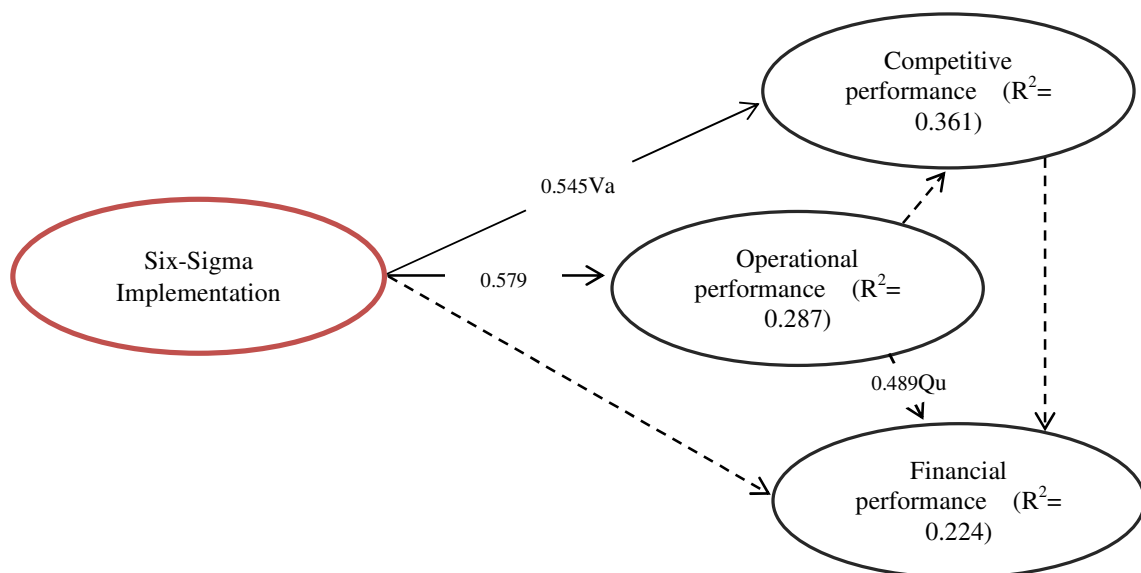 Competitive
performance (R²=
0.361)
0.545Va
Six-Sigma
Implementation
0.579
Operational
performance (R²=
0.287)
0.489Qu
Financial
performance (R²=
0.224)